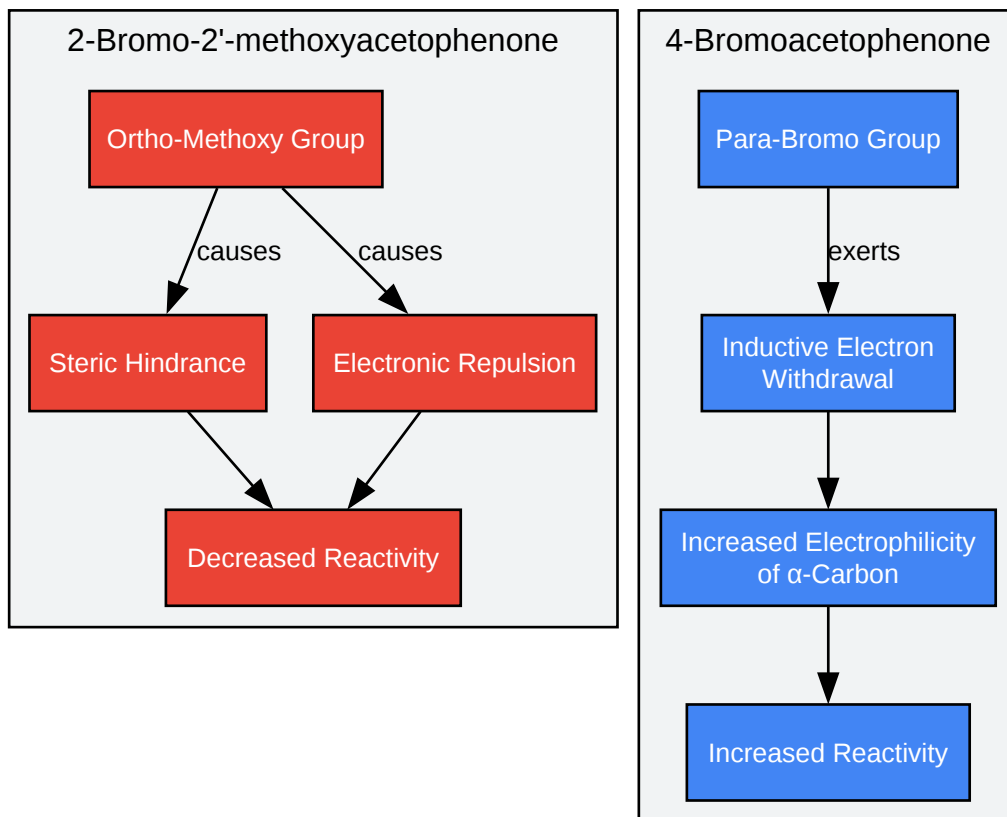 2-Bromo-2'-methoxyacetophenone
Ortho-Methoxy Group
causes
causes
Steric Hindrance
Electronic Repulsion
Decreased Reactivity
4-Bromoacetophenone
Para-Bromo Group
exerts
Inductive Electron
Withdrawal
Increased Electrophilicity
of α-Carbon
Increased Reactivity